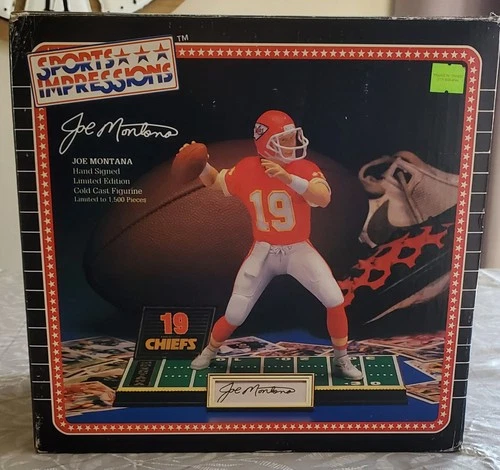 SPORTS
IMPRESSIONS
TM
Joe Montana
JOE MONTANA
Hand Signed
Limited Edition
Cold Cast Figurine
Limited to 1,500 Pieces
19
19
CHIEFS
Joe Montana